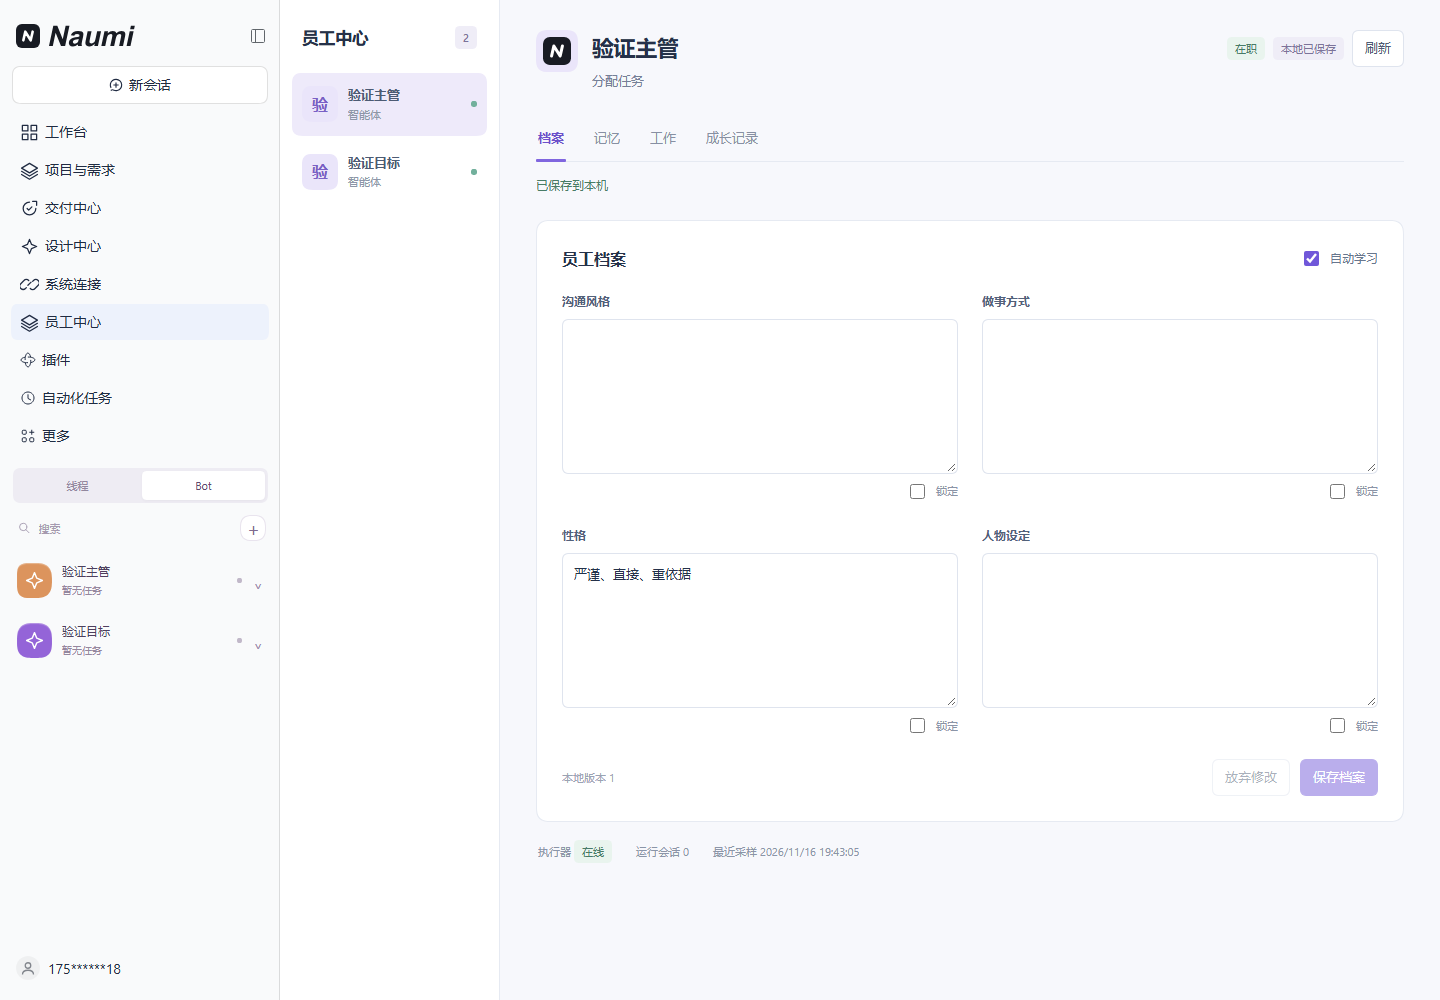 Naumi
新会话
工作台
项目与需求
交付中心
设计中心
系统连接
员工中心
插件
自动化任务
更多
线程
Bot
搜索
验证主管
暂无任务
验证目标
暂无任务
175******18
员工中心
2
验
验证主管
智能体
验
验证目标
智能体
验证主管
分配任务
在职
本地已保存
刷新
档案
记忆
工作
成长记录
已保存到本机
员工档案
自动学习
沟通风格
做事方式
锁定
锁定
性格
人物设定
严谨、直接、重依据
锁定
锁定
本地版本 1
放弃修改
保存档案
执行器 在线
运行会话 0
最近采样 2026/11/16 19:43:05